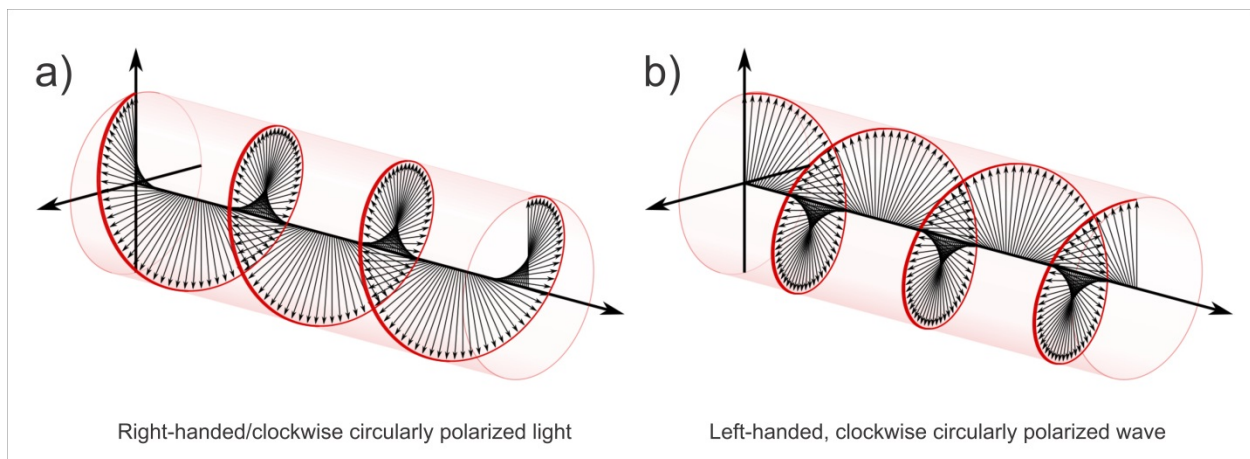 a)
b)
Right-handed/clockwise circularly polarized light
Left-handed, clockwise circularly polarized wave